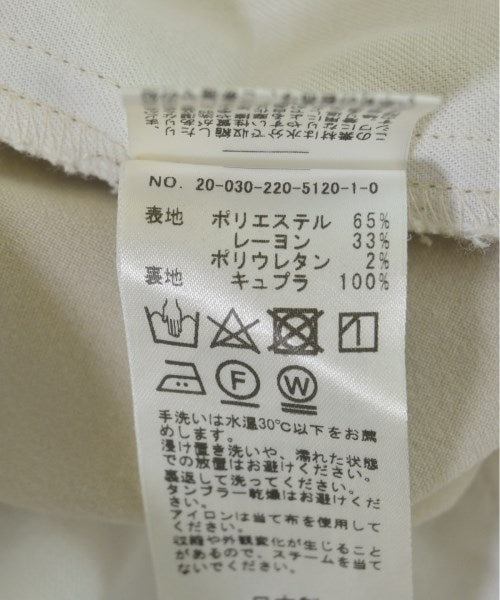 NO. 20-030-220-5120-1-0
表地 ポリエステル 65%
レーヨン 33%
ポリウレタン 2%
裏地 キュプラ 100%
F W
手洗いは水温30℃以下をお薦
めします。
浸け置き洗いや、濡れた状態
での放置はお避けください。
裏返して洗ってください。
タンブラー乾燥はお避けくだ
さい。
アイロンは当て布を使用して
ください。
収縮や外観変化が生じること
があるので、スチームを当て
ないでください。